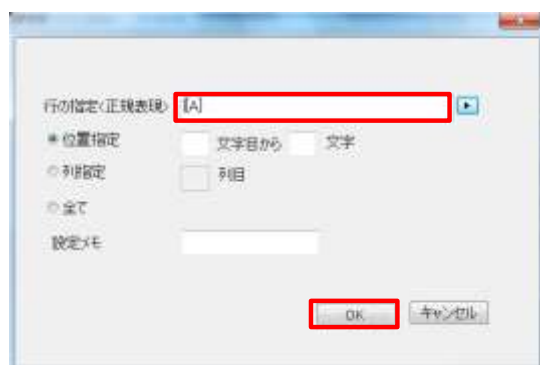 行の指定<正規表現> [A]
位置指定 文字目から 文字
列指定 列目
全て
設定メモ
OK キャンセル